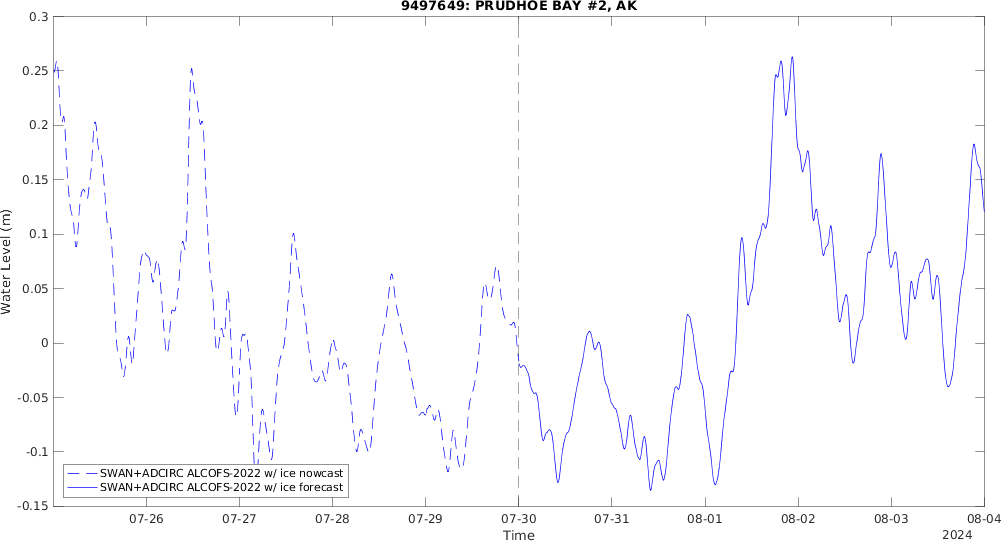 9497649: PRUDHOE BAY #2, AK
0.3
0.25
0.2
0.15
0.1
0.05
0
-0.05
-0.1
-0.15
Water Level (m)
SWAN+ADCIRC ALCOFS-2022 w/ ice nowcast
SWAN+ADCIRC ALCOFS-2022 w/ ice forecast
07-26 07-27 07-28 07-29 07-30 07-31 08-01 08-02 08-03 08-04
Time
2024